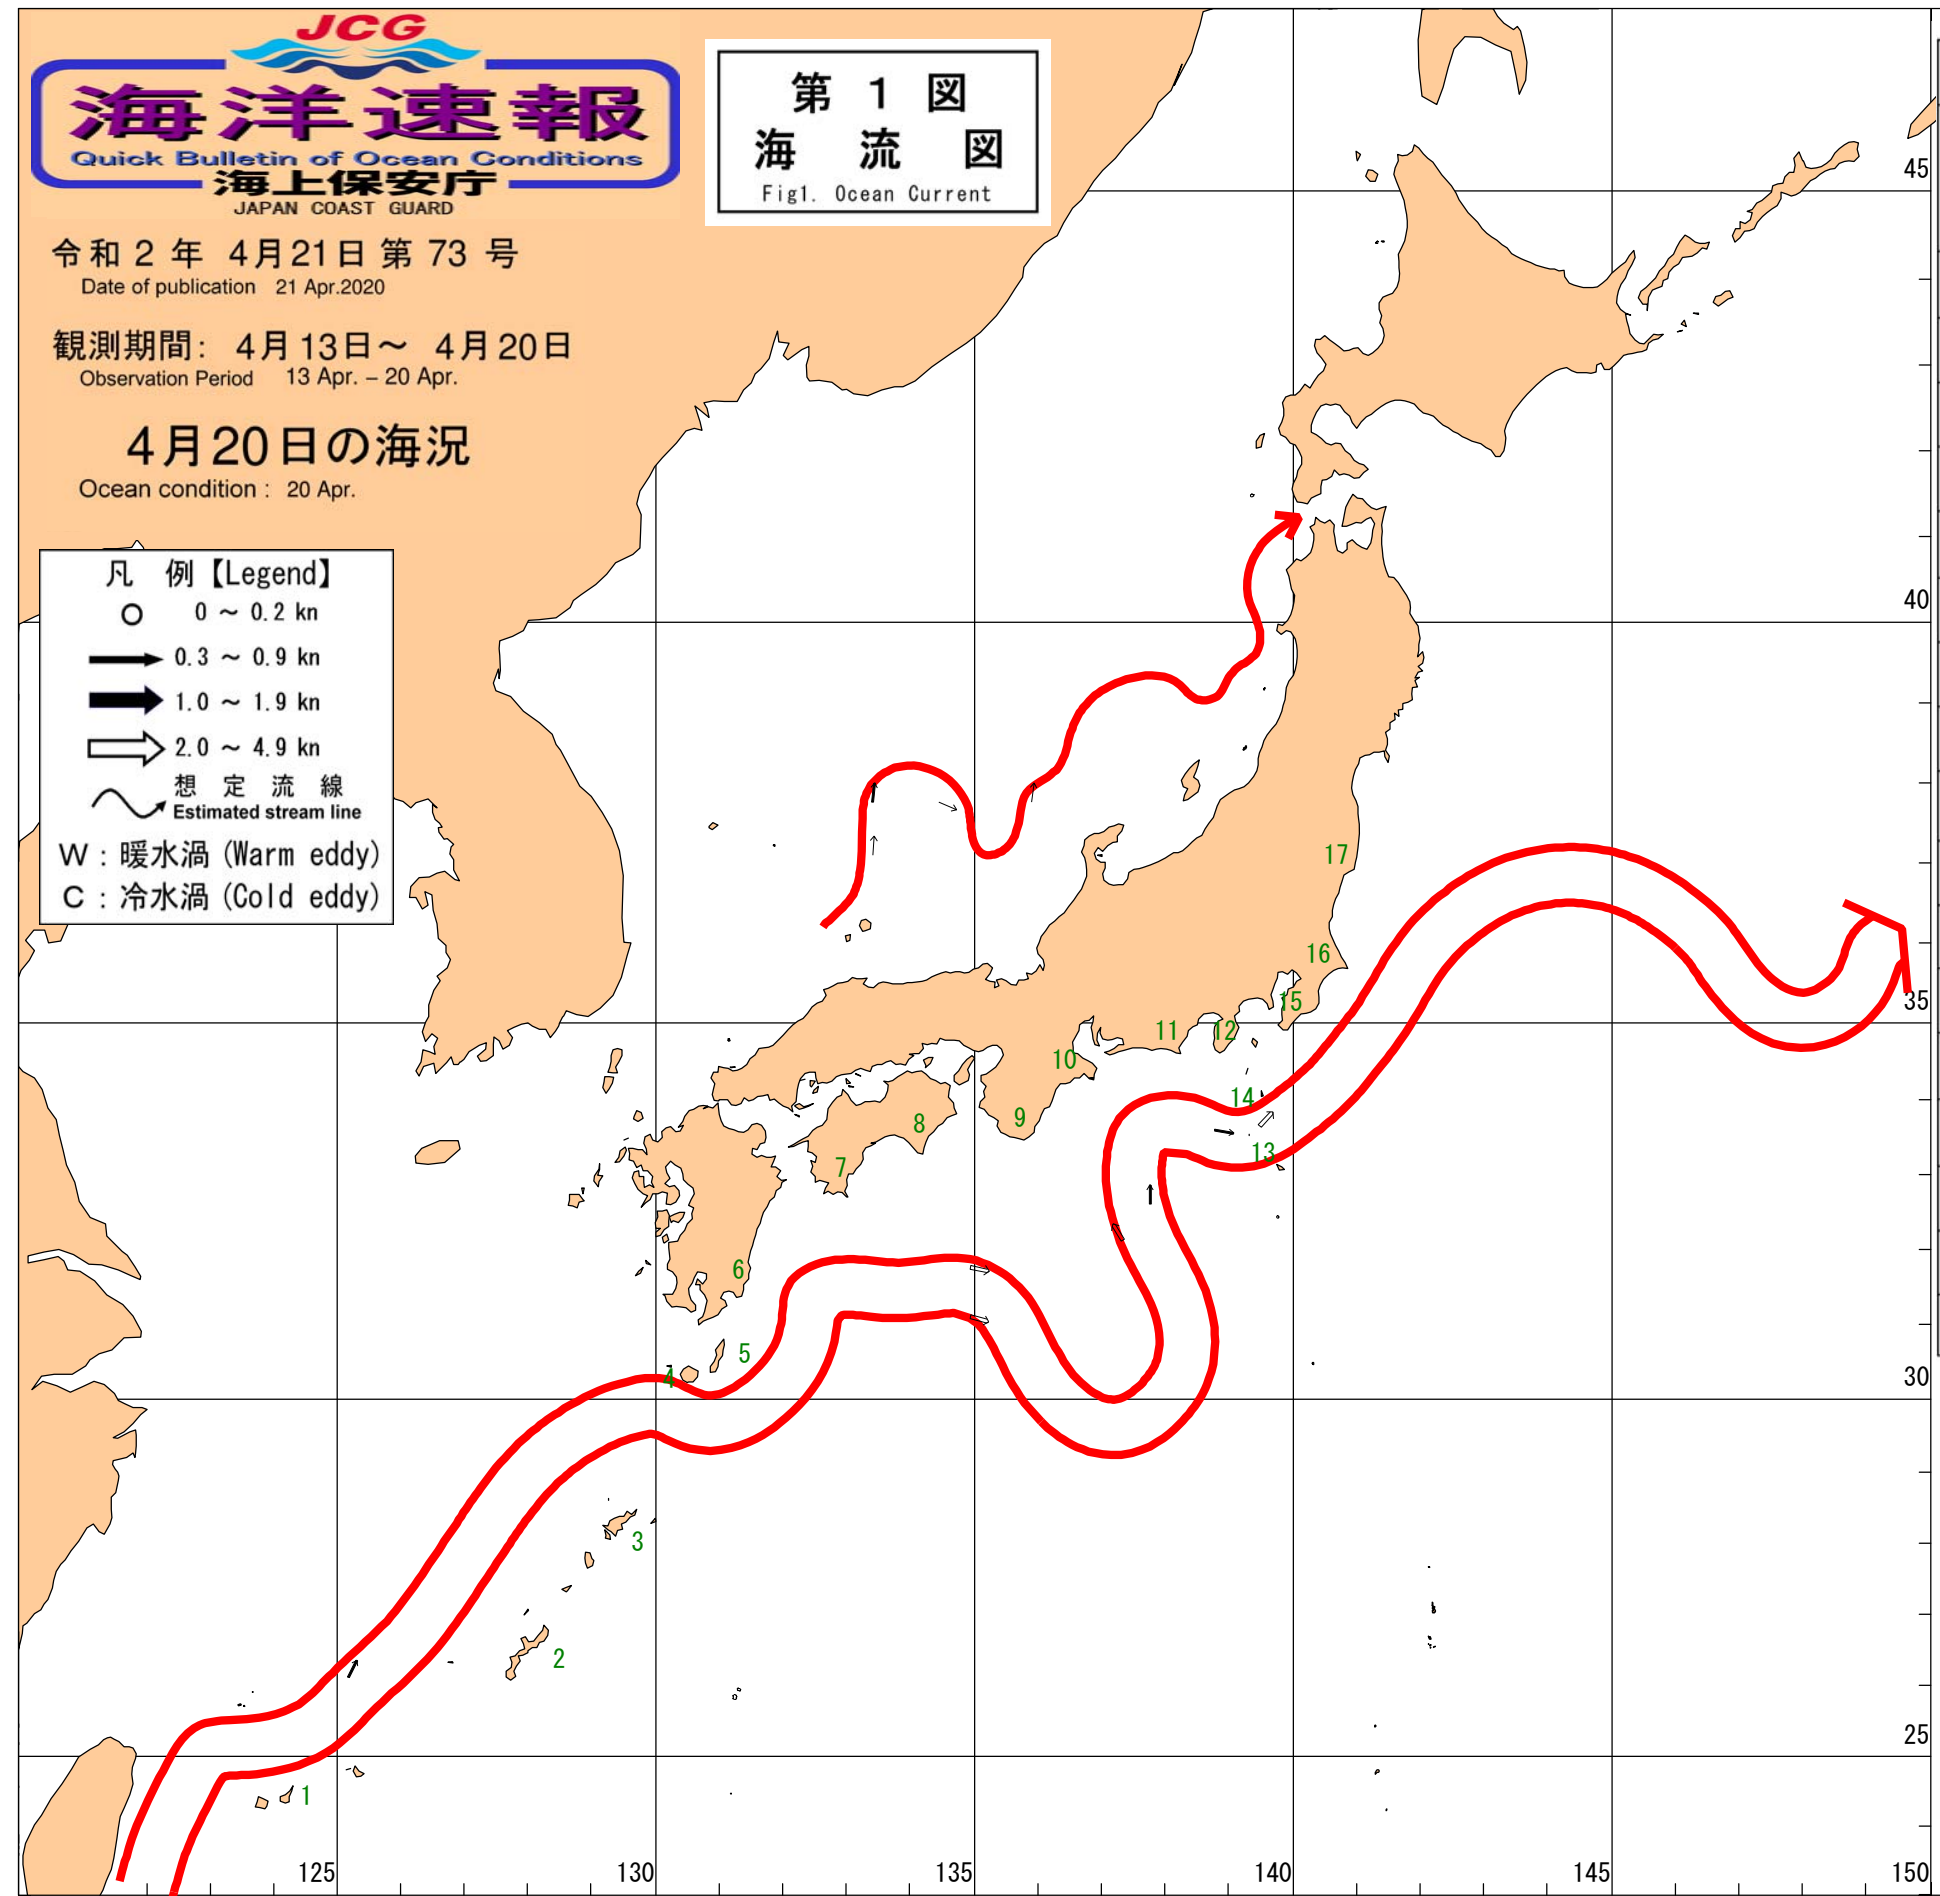 JCG
海洋速報
Quick Bulletin of Ocean Conditions
海上保安庁
JAPAN COAST GUARD
令和 2 年 4月21日 第 73 号
Date of publication 21 Apr.2020
観測期間: 4月13日～ 4月20日
Observation Period 13 Apr. – 20 Apr.
4月20日の海況
Ocean condition : 20 Apr.
第 1 図
海 流 図
Fig1. Ocean Current
凡 例【Legend】
0 ～ 0.2 kn
0.3 ～ 0.9 kn
1.0 ～ 1.9 kn
2.0 ～ 4.9 kn
想 定 流 線
Estimated stream line
W : 暖水渦 (Warm eddy)
C : 冷水渦 (Cold eddy)
45
40
35
30
25
17
16
15
12
11
10
14
13
9
8
7
6
5
4
3
2
1
125
130
135
140
145
150